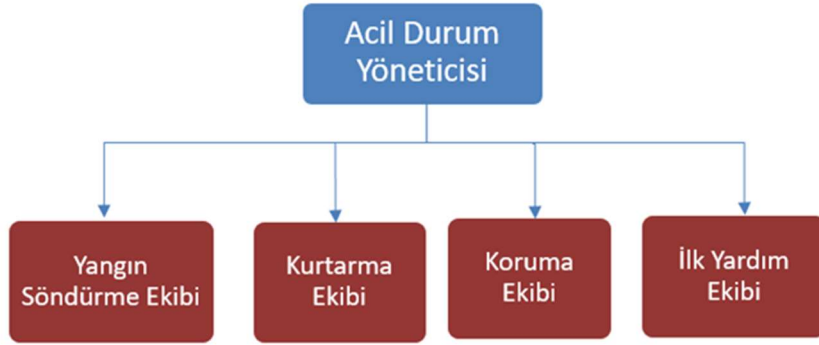 Acil Durum
Yöneticisi
Yangın
Söndürme Ekibi
Kurtarma
Ekibi
Koruma
Ekibi
İlk Yardım
Ekibi